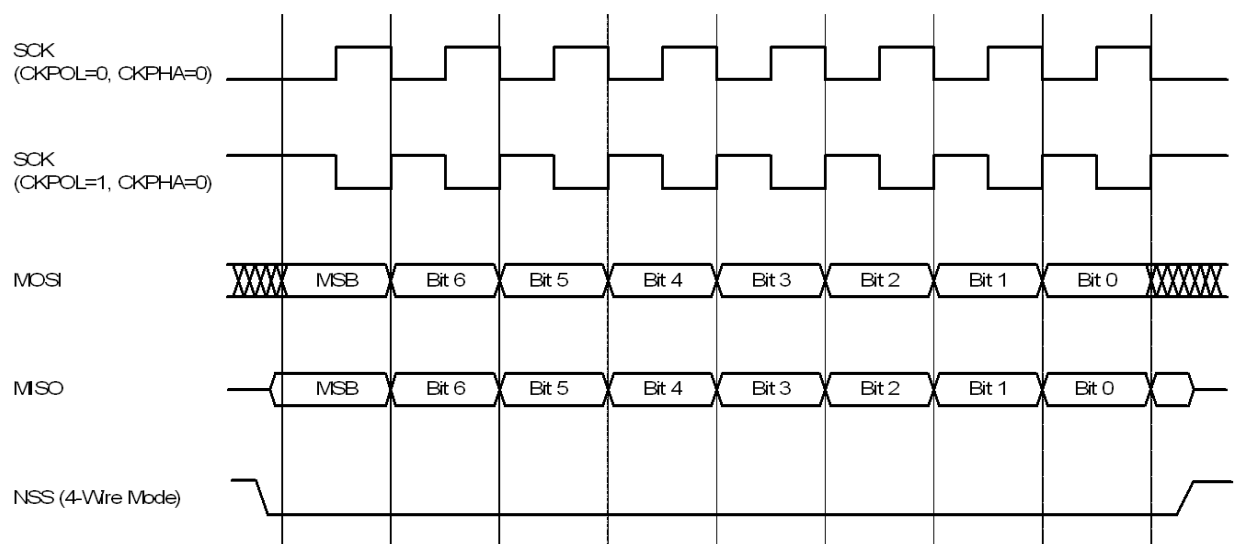 SCK
(CKPOL=0, CKPHA=0)
SCK
(CKPOL=1, CKPHA=0)
MOSI MSB Bit 6 Bit 5 Bit 4 Bit 3 Bit 2 Bit 1 Bit 0
MISO MSB Bit 6 Bit 5 Bit 4 Bit 3 Bit 2 Bit 1 Bit 0
NSS (4-Wire Mode)